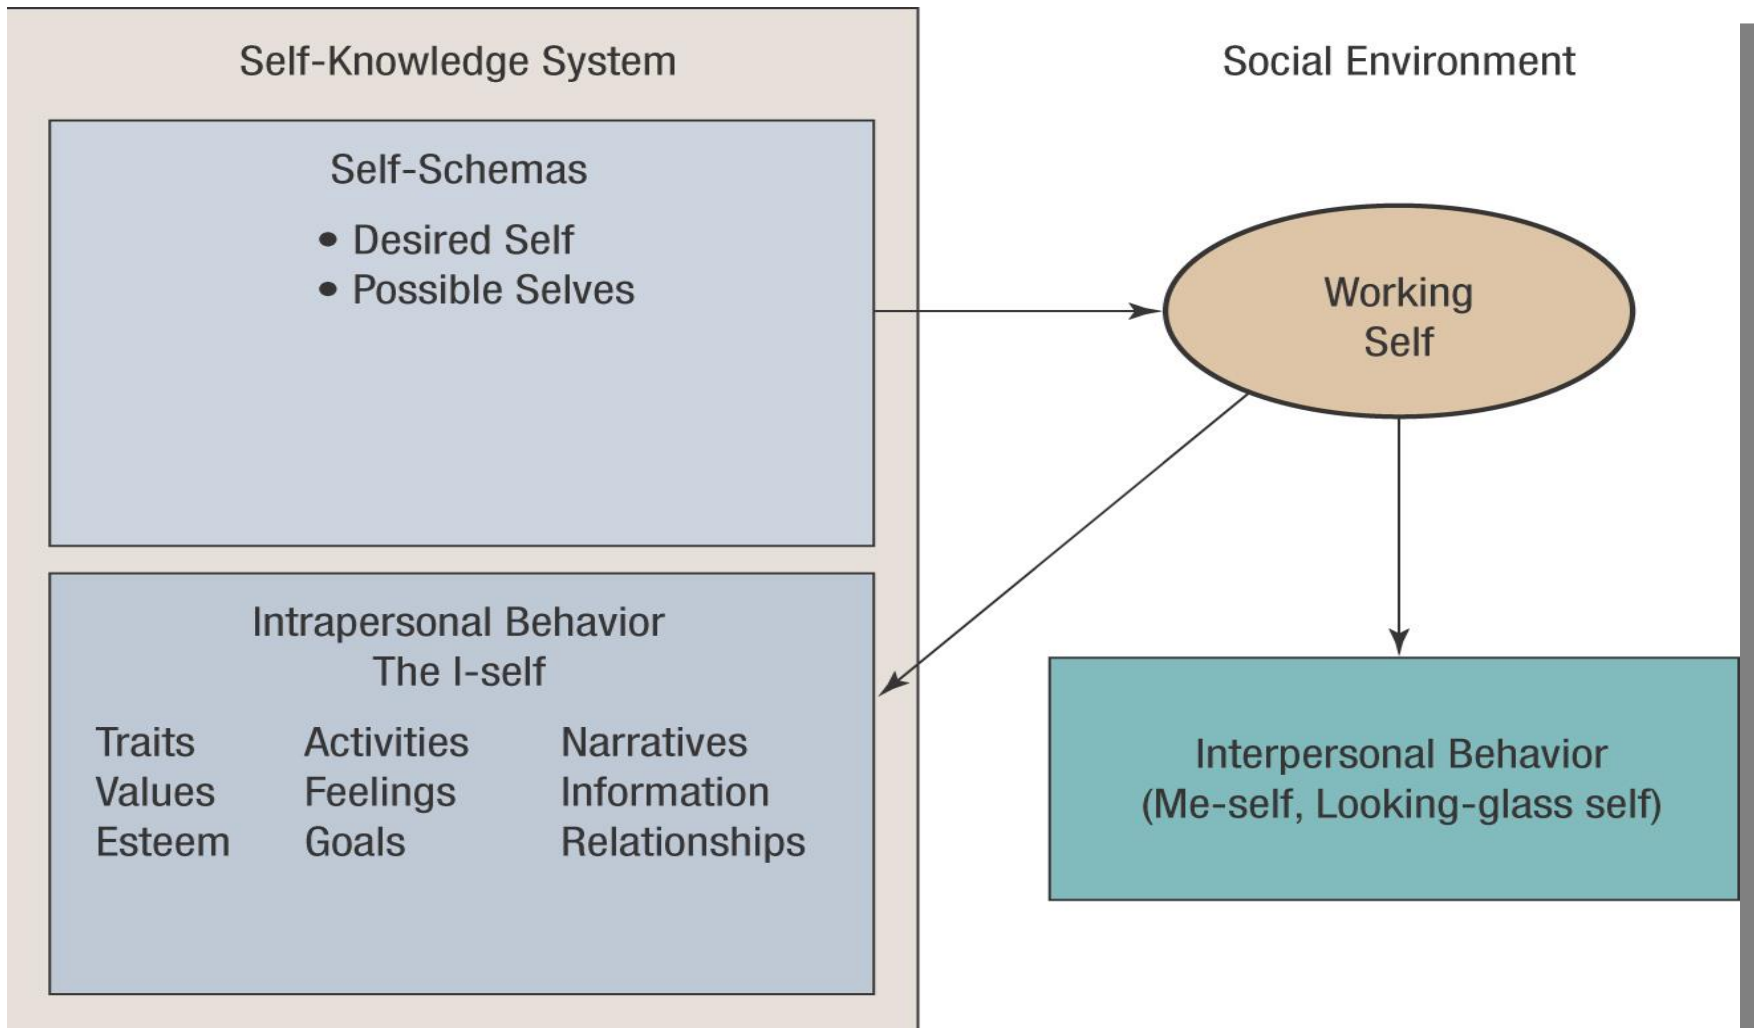 Self-Knowledge System
Social Environment
Self-Schemas
• Desired Self
• Possible Selves
Working
Self
Intrapersonal Behavior
The I-self
Traits Activities Narratives
Values Feelings Information
Esteem Goals Relationships
Interpersonal Behavior
(Me-self, Looking-glass self)